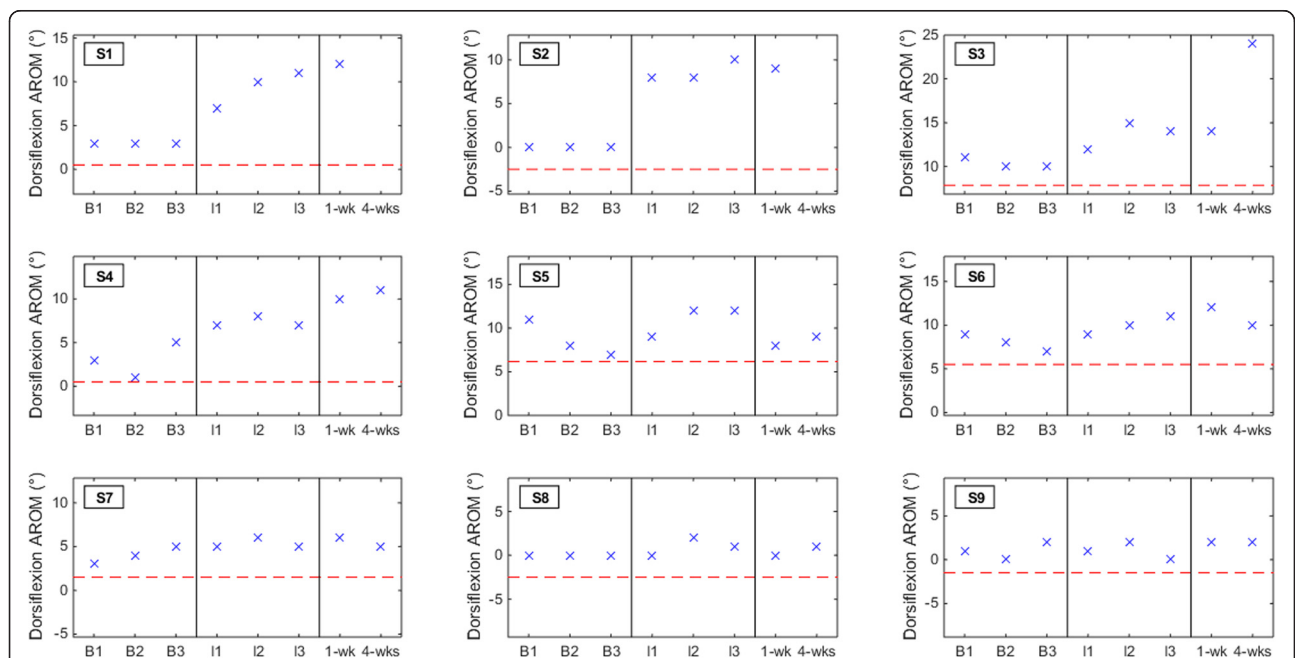 S1
Dorsiflexion AROM (°)
15
10
5
0
B1 B2 B3 I1 I2 I3 1-wk 4-wks
S2
Dorsiflexion AROM (°)
10
5
0
-5
B1 B2 B3 I1 I2 I3 1-wk 4-wks
S3
Dorsiflexion AROM (°)
25
20
15
10
B1 B2 B3 I1 I2 I3 1-wk 4-wks
S4
Dorsiflexion AROM (°)
10
5
0
B1 B2 B3 I1 I2 I3 1-wk 4-wks
S5
Dorsiflexion AROM (°)
15
10
5
0
B1 B2 B3 I1 I2 I3 1-wk 4-wks
S6
Dorsiflexion AROM (°)
15
10
5
0
B1 B2 B3 I1 I2 I3 1-wk 4-wks
S7
Dorsiflexion AROM (°)
10
5
0
-5
B1 B2 B3 I1 I2 I3 1-wk 4-wks
S8
Dorsiflexion AROM (°)
5
0
-5
B1 B2 B3 I1 I2 I3 1-wk 4-wks
S9
Dorsiflexion AROM (°)
5
0
-5
B1 B2 B3 I1 I2 I3 1-wk 4-wks